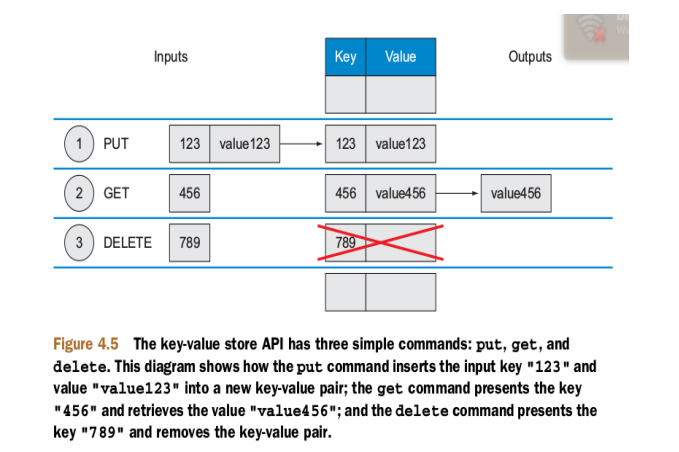 Inputs Key Value Outputs
1 PUT 123 value123 123 value123
2 GET 456 456 value456 value456
3 DELETE 789 789
Figure 4.5 The key-value store API has three simple commands: put, get, and
delete. This diagram shows how the put command inserts the input key "123" and
value "value123" into a new key-value pair; the get command presents the key
"456" and retrieves the value "value456"; and the delete command presents the
key "789" and removes the key-value pair.